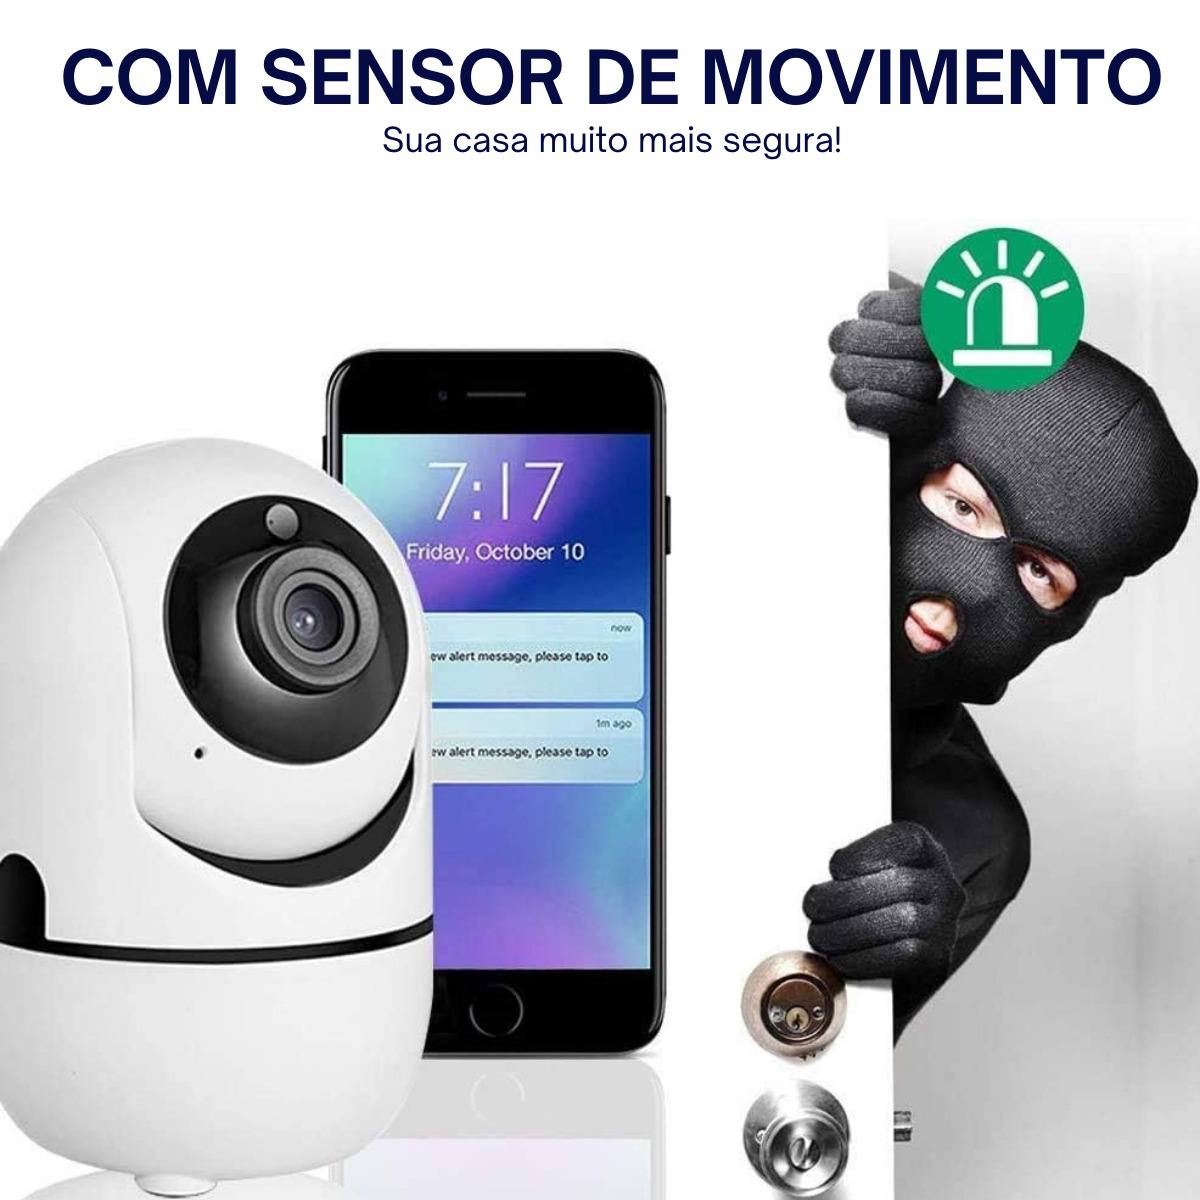 COM SENSOR DE MOVIMENTO
Sua casa muito mais segura!
7:17
Friday, October 10
now
ew alert message, please tap to
1m ago
ew alert message, please tap to